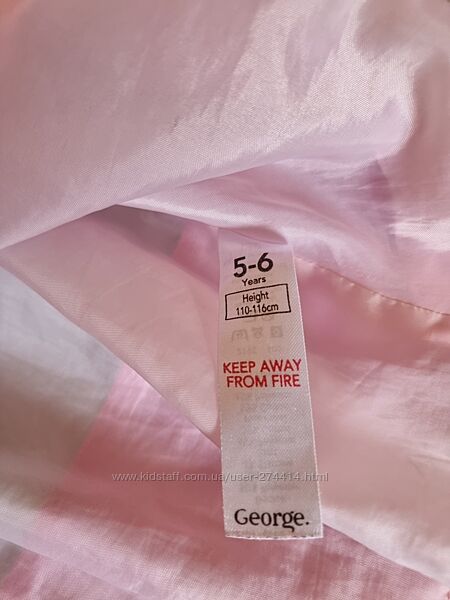 5-6
Years
Height
110-116cm
KEEP AWAY
FROM FIRE
www.kidstaff.com.ua/user-274414.html
George.